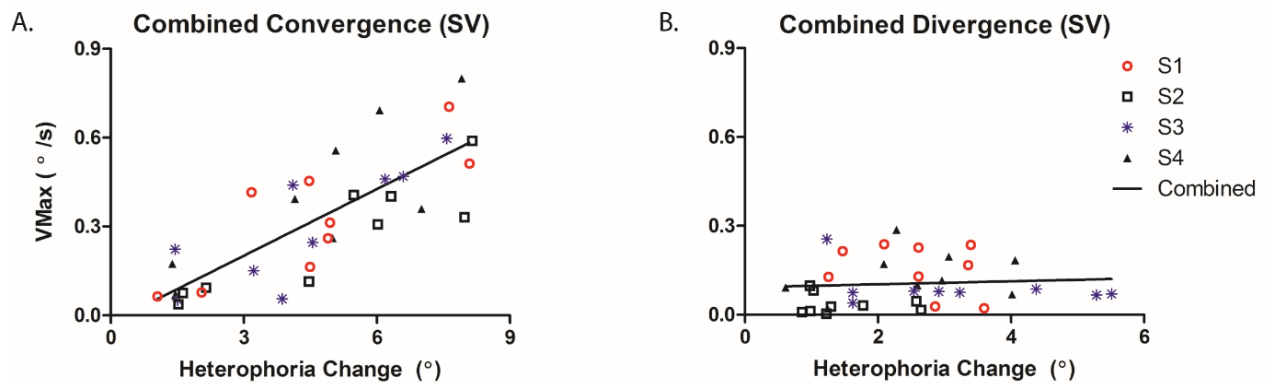 A.
Combined Convergence (SV)
0.9
0.6
0.3
0.0
VMax ( ° /s)
0
3
6
9
Heterophoria Change (°)
B.
Combined Divergence (SV)
0.9
0.6
0.3
0.0
0
2
4
6
Heterophoria Change (°)
S1
S2
S3
S4
Combined